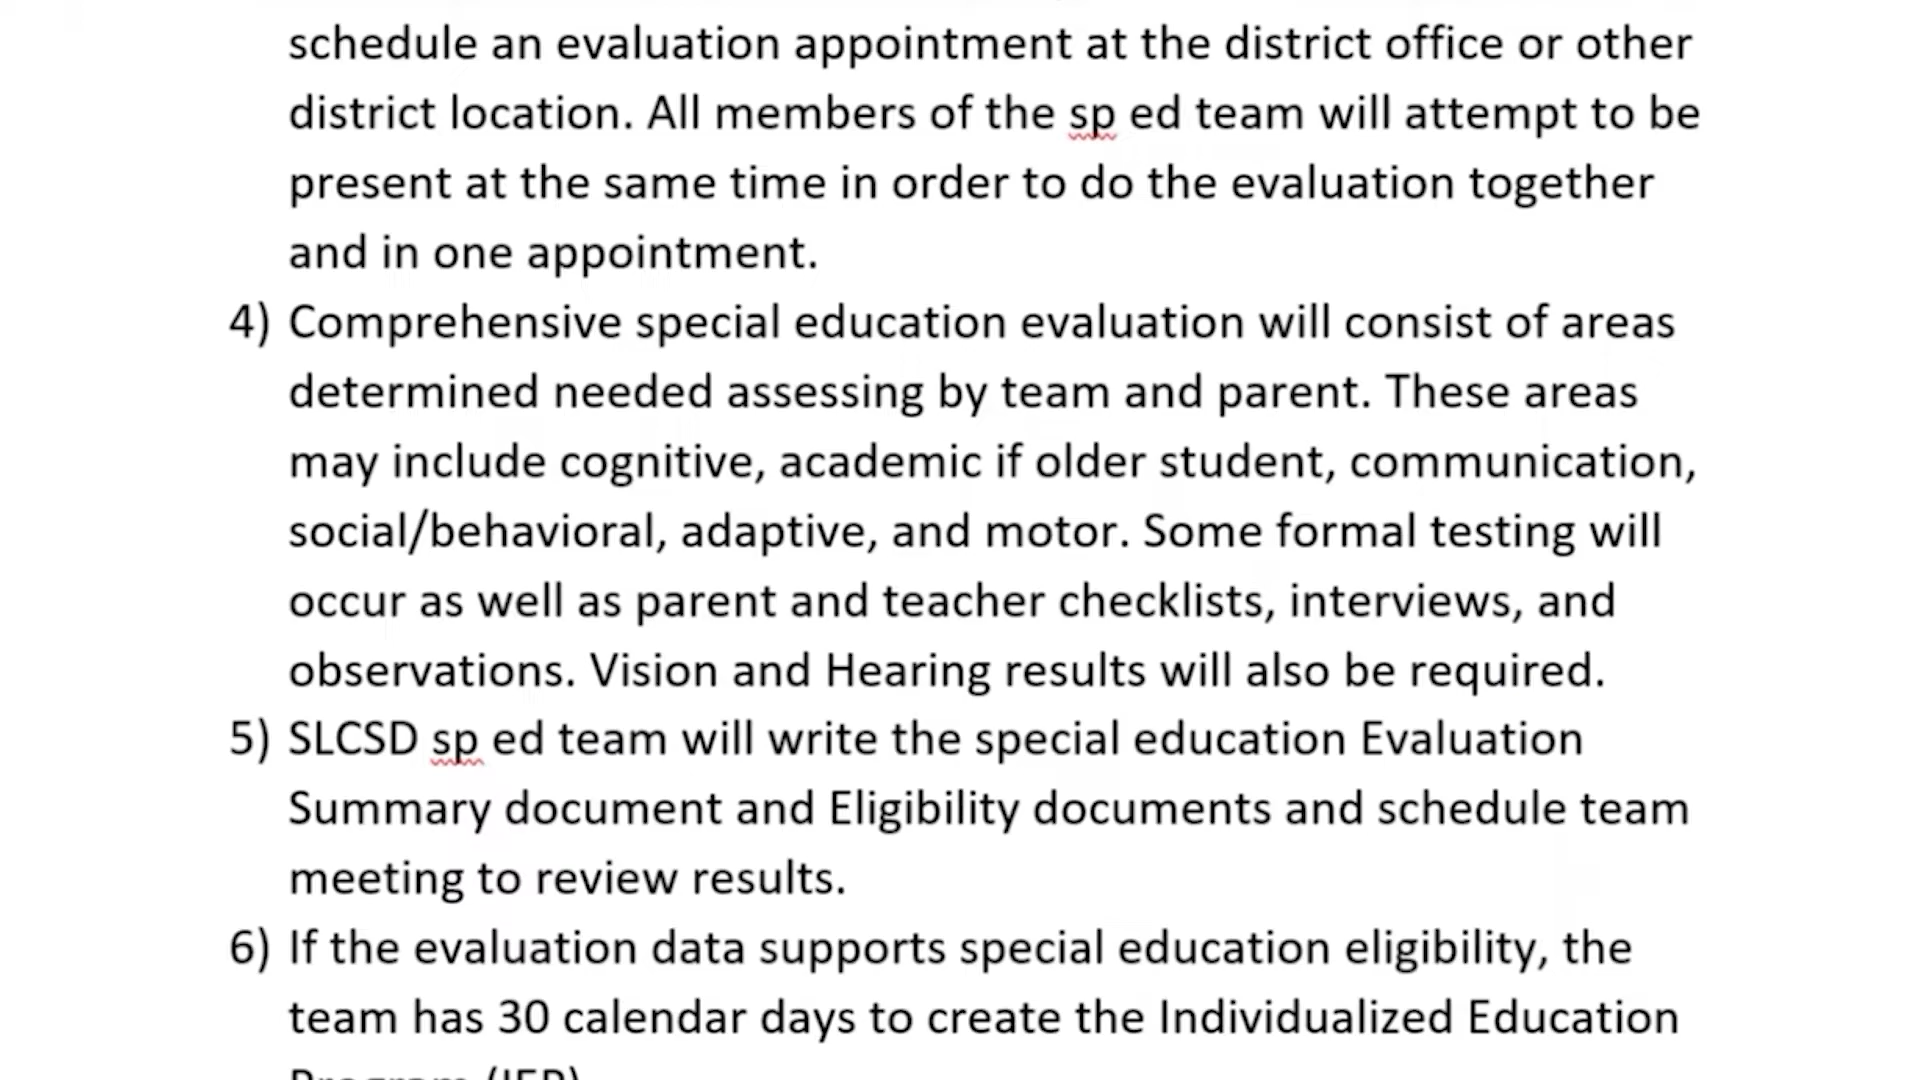 schedule an evaluation appointment at the district office or other
district location. All members of the sp ed team will attempt to be
present at the same time in order to do the evaluation together
and in one appointment.
4) Comprehensive special education evaluation will consist of areas
determined needed assessing by team and parent. These areas
may include cognitive, academic if older student, communication,
social/behavioral, adaptive, and motor. Some formal testing will
occur as well as parent and teacher checklists, interviews, and
observations. Vision and Hearing results will also be required.
5) SLCSD sp ed team will write the special education Evaluation
Summary document and Eligibility documents and schedule team
meeting to review results.
6) If the evaluation data supports special education eligibility, the
team has 30 calendar days to create the Individualized Education
Program (IEP)